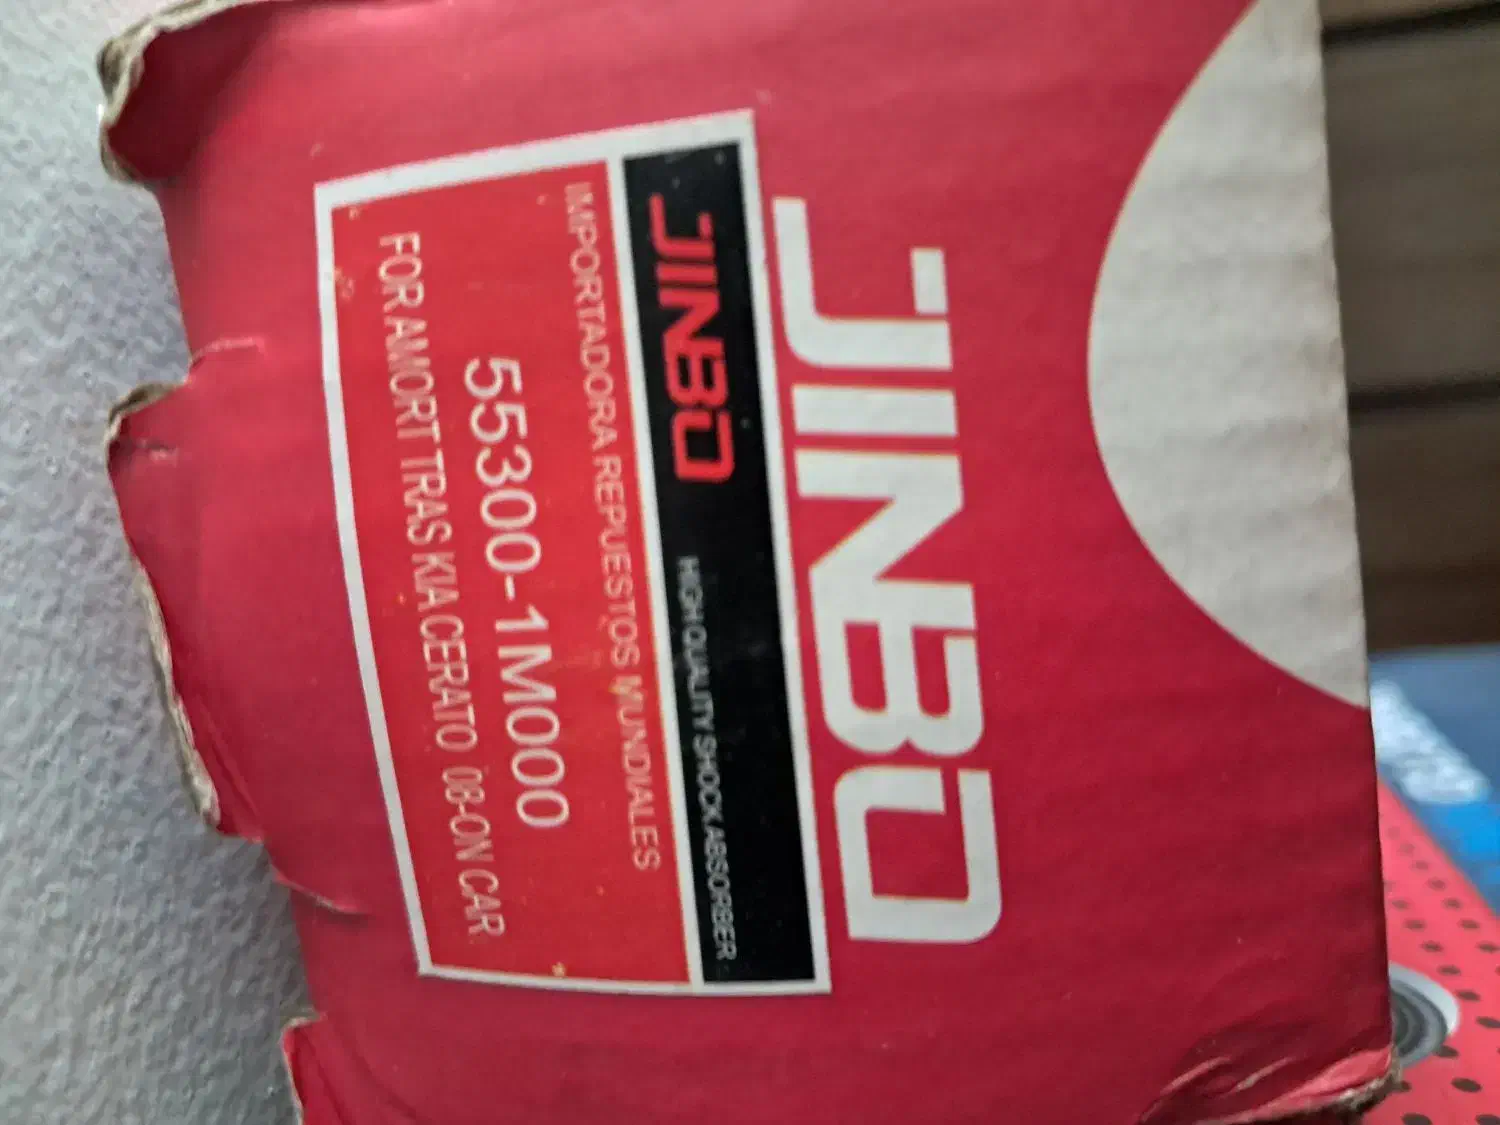 JINBO
JINBO HIGH QUALITY SHOCK ABSORBER
IMPORTADORA REPUESTOS MUNDIALES
55300-1M000
FOR AMORT TRAS KIA CERATO 08-ON CAR